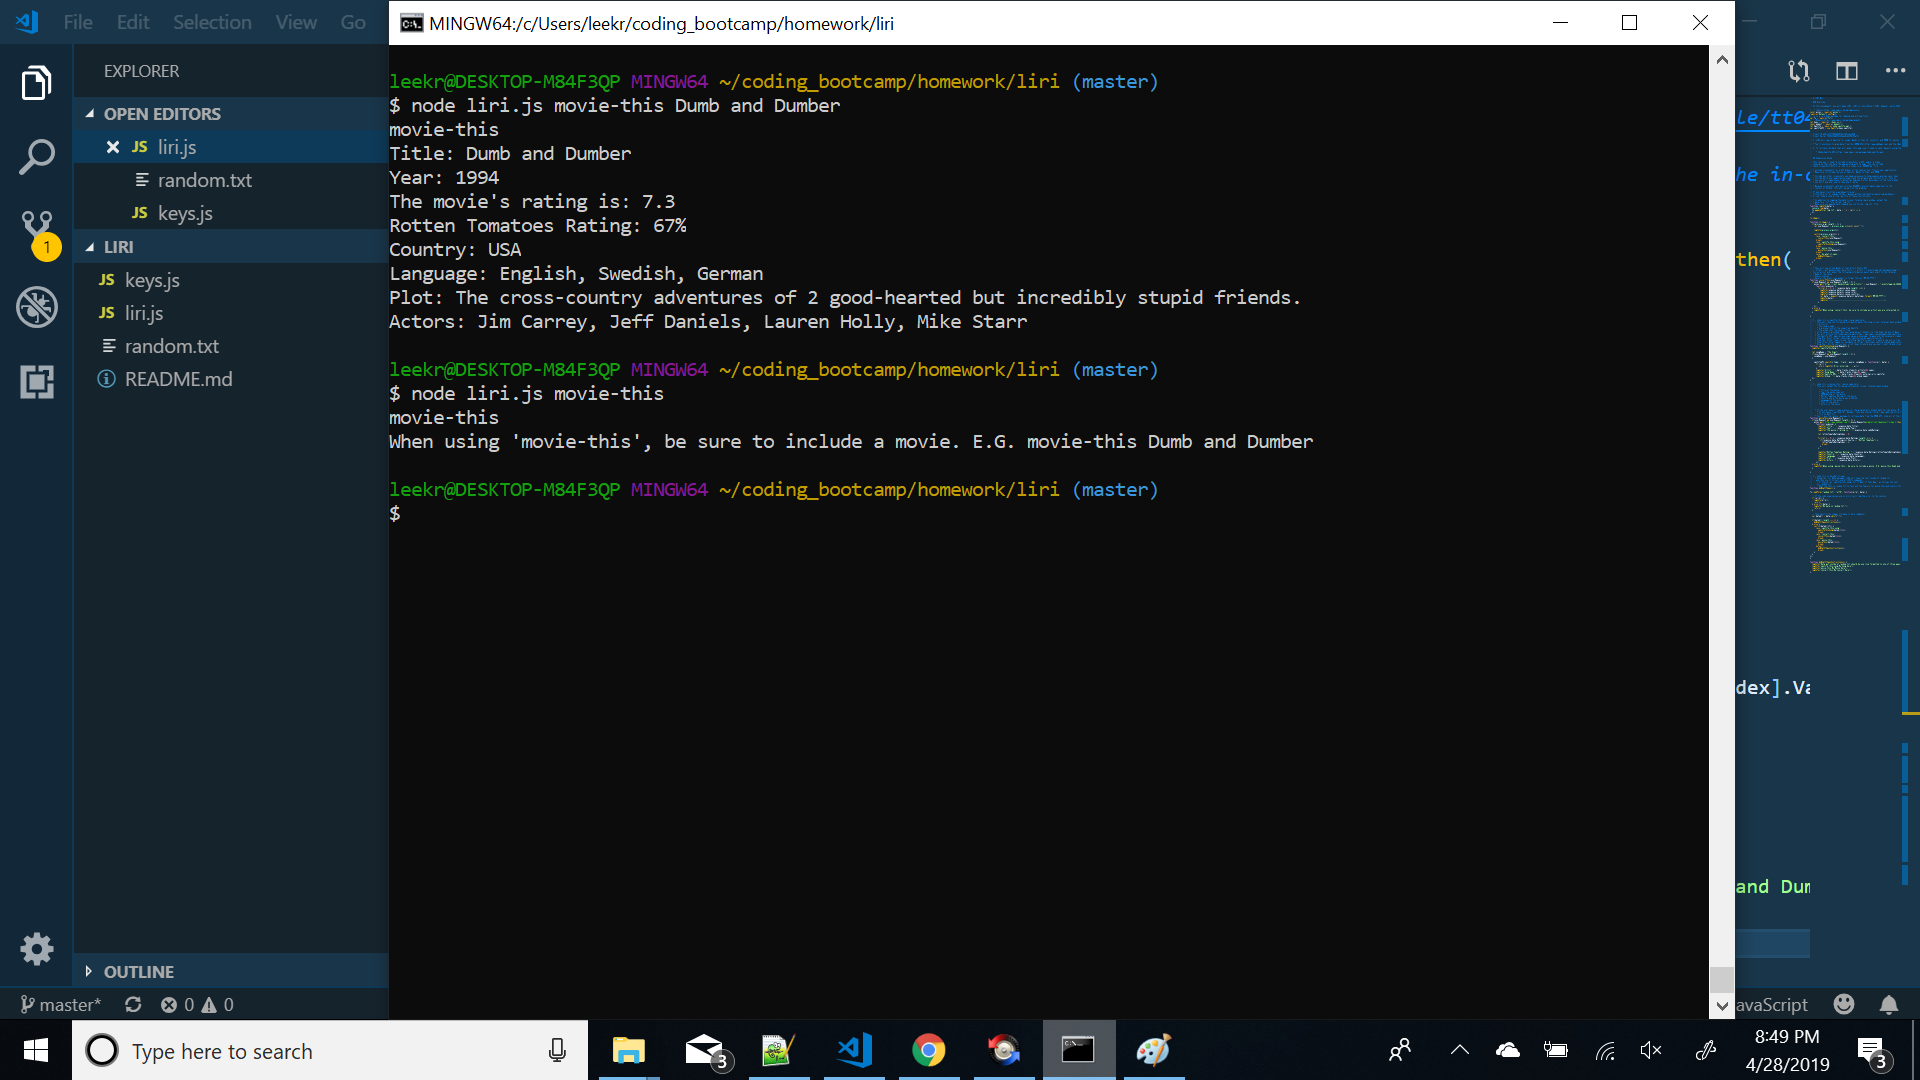 File Edit Selection View Go
MINGW64:/c/Users/leekr/coding_bootcamp/homework/liri
EXPLORER
OPEN EDITORS
JS liri.js
random.txt
JS keys.js
1
LIRI
JS keys.js
JS liri.js
random.txt
README.md
OUTLINE
master* 0 0
leekr@DESKTOP-M84F3QP MINGW64 ~/coding_bootcamp/homework/liri (master)
$ node liri.js movie-this Dumb and Dumber
movie-this
Title: Dumb and Dumber
Year: 1994
The movie's rating is: 7.3
Rotten Tomatoes Rating: 67%
Country: USA
Language: English, Swedish, German
Plot: The cross-country adventures of 2 good-hearted but incredibly stupid friends.
Actors: Jim Carrey, Jeff Daniels, Lauren Holly, Mike Starr
leekr@DESKTOP-M84F3QP MINGW64 ~/coding_bootcamp/homework/liri (master)
$ node liri.js movie-this
movie-this
When using 'movie-this', be sure to include a movie. E.G. movie-this Dumb and Dumber
leekr@DESKTOP-M84F3QP MINGW64 ~/coding_bootcamp/homework/liri (master)
$
le/tt04
he in-
then(
dex].Va
and Dum
avaScript
Type here to search
3
8:49 PM
4/28/2019
3